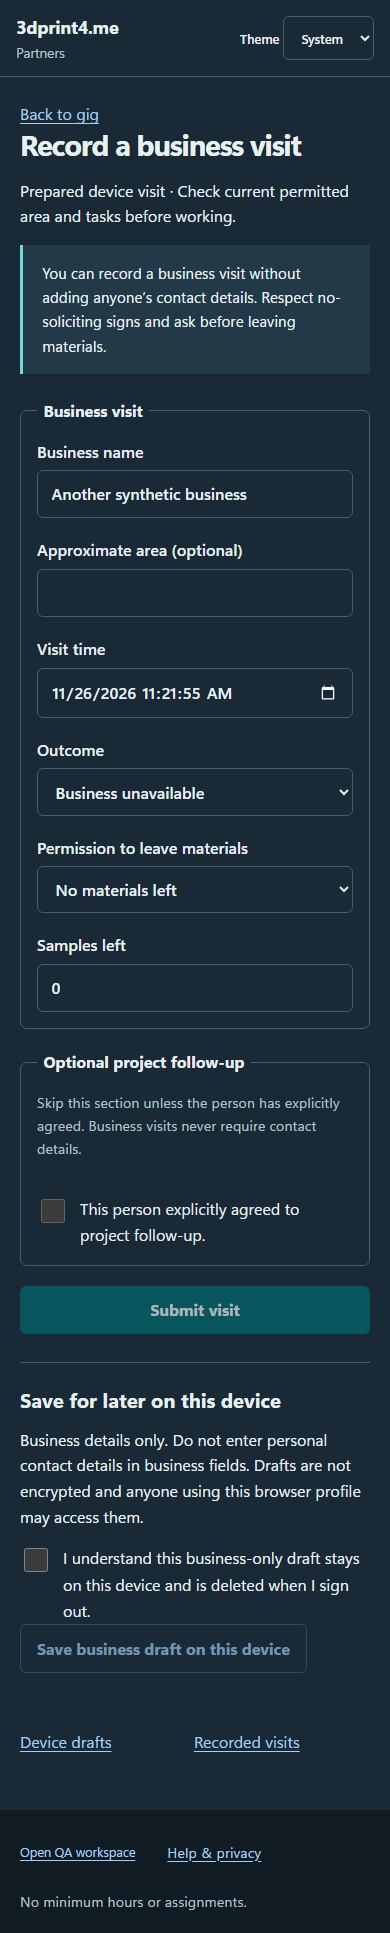 3dprint4.me
Partners
Theme
System
Back to gig
Record a business visit
Prepared device visit · Check current permitted
area and tasks before working.
You can record a business visit without
adding anyone’s contact details. Respect no-
soliciting signs and ask before leaving
materials.
Business visit
Business name
Another synthetic business
Approximate area (optional)
Visit time
11/26/2026 11:21:55 AM
Outcome
Business unavailable
Permission to leave materials
No materials left
Samples left
0
Optional project follow-up
Skip this section unless the person has explicitly
agreed. Business visits never require contact
details.
This person explicitly agreed to
project follow-up.
Submit visit
Save for later on this device
Business details only. Do not enter personal
contact details in business fields. Drafts are not
encrypted and anyone using this browser profile
may access them.
I understand this business-only draft stays
on this device and is deleted when I sign
out.
Save business draft on this device
Device drafts
Recorded visits
Open QA workspace
Help & privacy
No minimum hours or assignments.